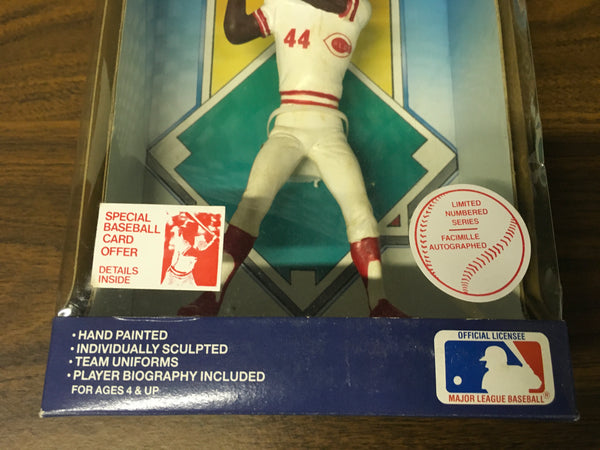 44
SPECIAL
BASEBALL
CARD
OFFER
DETAILS
INSIDE
LIMITED
NUMBERED
SERIES
FACIMILLE
AUTOGRAPHED
• HAND PAINTED
• INDIVIDUALLY SCULPTED
• TEAM UNIFORMS
• PLAYER BIOGRAPHY INCLUDED
FOR AGES 4 & UP
OFFICIAL LICENSEE
MAJOR LEAGUE BASEBALL